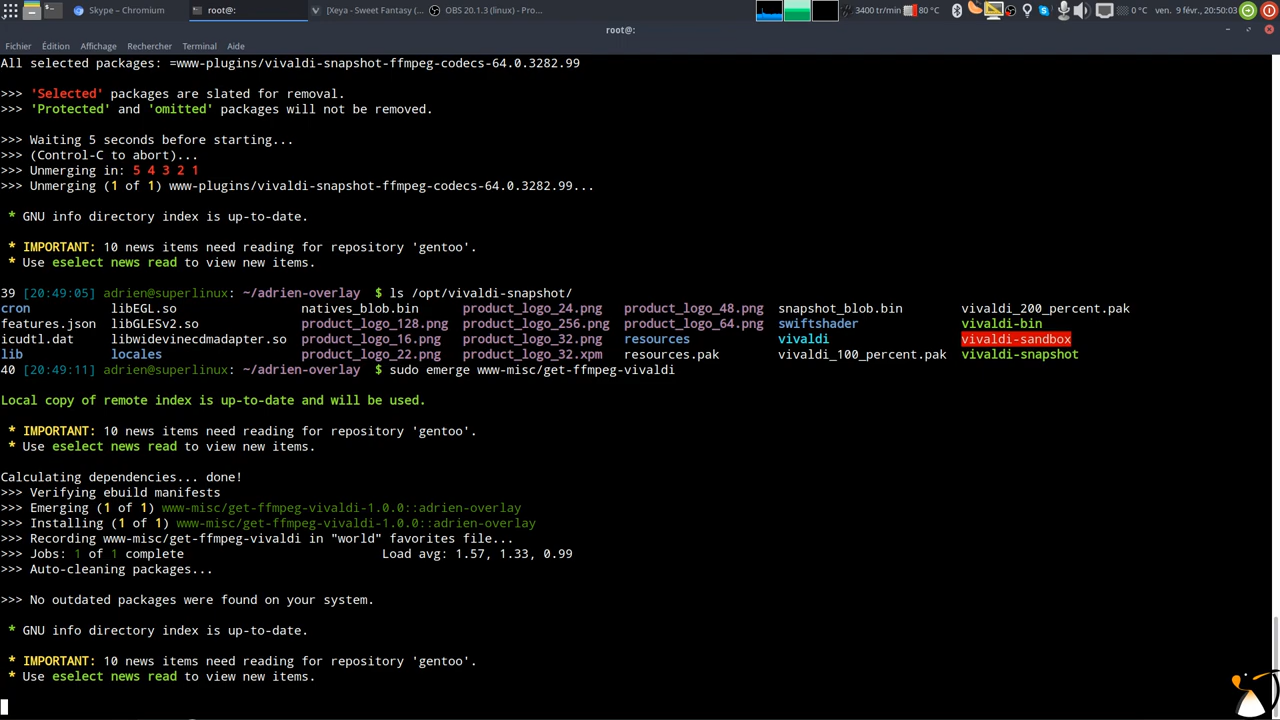 Skype – Chromium
root@:
[Xeya - Sweet Fantasy (...
OBS 20.1.3 (linux) - Pro...
3400 tr/min
80 °C
0 °C
ven. 9 févr., 20:50:03
root@:
Fichier Édition Affichage Rechercher Terminal Aide
All selected packages: =www-plugins/vivaldi-snapshot-ffmpeg-codecs-64.0.3282.99
>>> 'Selected' packages are slated for removal.
>>> 'Protected' and 'omitted' packages will not be removed.
>>> Waiting 5 seconds before starting...
>>> (Control-C to abort)...
>>> Unmerging in: 5 4 3 2 1
>>> Unmerging (1 of 1) www-plugins/vivaldi-snapshot-ffmpeg-codecs-64.0.3282.99...
* GNU info directory index is up-to-date.
* IMPORTANT: 10 news items need reading for repository 'gentoo'.
* Use eselect news read to view new items.
39 [20:49:05] adrien@superlinux: ~/adrien-overlay $ ls /opt/vivaldi-snapshot/
cron libEGL.so natives_blob.bin product_logo_24.png product_logo_48.png snapshot_blob.bin vivaldi_200_percent.pak
features.json libGLESv2.so product_logo_128.png product_logo_256.png product_logo_64.png swiftshader vivaldi-bin
icudtl.dat libwidevinecdmadapter.so product_logo_16.png product_logo_32.png resources vivaldi vivaldi-sandbox
lib locales product_logo_22.png product_logo_32.xpm resources.pak vivaldi_100_percent.pak vivaldi-snapshot
40 [20:49:11] adrien@superlinux: ~/adrien-overlay $ sudo emerge www-misc/get-ffmpeg-vivaldi
Local copy of remote index is up-to-date and will be used.
* IMPORTANT: 10 news items need reading for repository 'gentoo'.
* Use eselect news read to view new items.
Calculating dependencies... done!
>>> Verifying ebuild manifests
>>> Emerging (1 of 1) www-misc/get-ffmpeg-vivaldi-1.0.0::adrien-overlay
>>> Installing (1 of 1) www-misc/get-ffmpeg-vivaldi-1.0.0::adrien-overlay
>>> Recording www-misc/get-ffmpeg-vivaldi in "world" favorites file...
>>> Jobs: 1 of 1 complete Load avg: 1.57, 1.33, 0.99
>>> Auto-cleaning packages...
>>> No outdated packages were found on your system.
* GNU info directory index is up-to-date.
* IMPORTANT: 10 news items need reading for repository 'gentoo'.
* Use eselect news read to view new items.